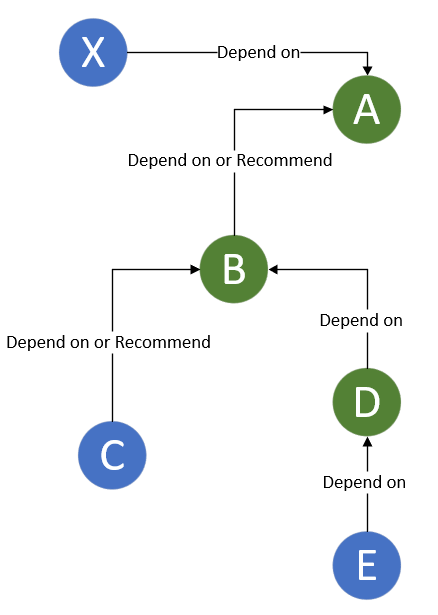 X
Depend on
A
Depend on or Recommend
B
Depend on
Depend on or Recommend
D
C
Depend on
E